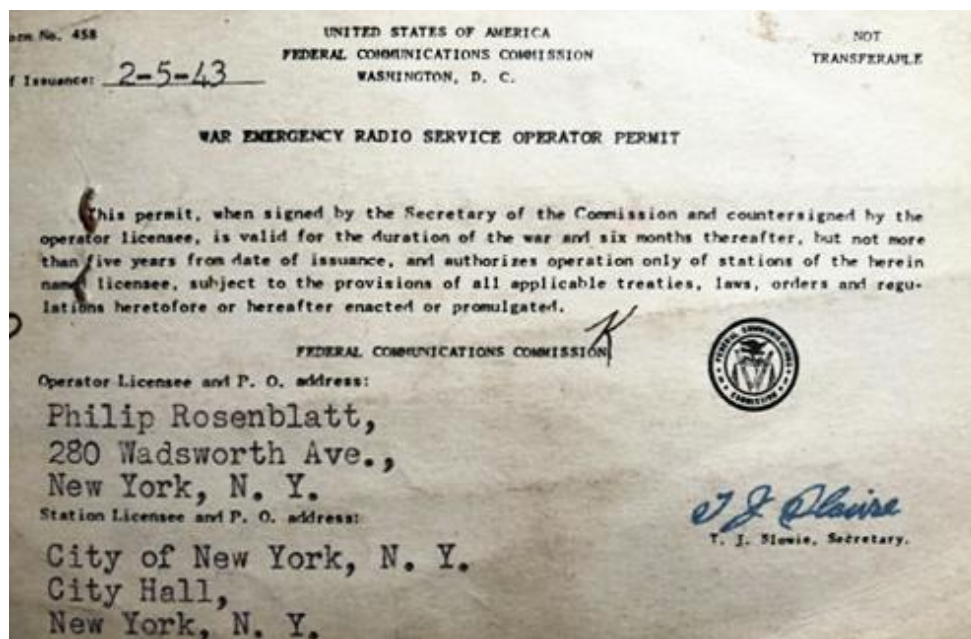 orm No. 458
UNITED STATES OF AMERICA
FEDERAL COMMUNICATIONS COMMISSION
WASHINGTON, D. C.
NOT
TRANSFERABLE
f Issuance: 2-5-43
WAR EMERGENCY RADIO SERVICE OPERATOR PERMIT
This permit, when signed by the Secretary of the Commission and countersigned by the
operator licensee, is valid for the duration of the war and six months thereafter, but not more
than five years from date of issuance, and authorizes operation only of stations of the herein
named licensee, subject to the provisions of all applicable treaties, laws, orders and regu-
lations heretofore or hereafter enacted or promulgated.
FEDERAL COMMUNICATIONS COMMISSION
K
FEDERAL COMMUNICATIONS
COMMISSION
Operator Licensee and P. O. address:
Philip Rosenblatt,
280 Wadsworth Ave.,
New York, N. Y.
Station Licensee and P. O. address:
City of New York, N. Y.
City Hall,
New York, N. Y.
T J Slowie
T. J. Slowie, Secretary.